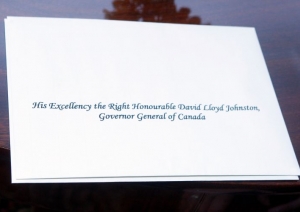 His Excellency the Right Honourable David Lloyd Johnston,
Governor General of Canada